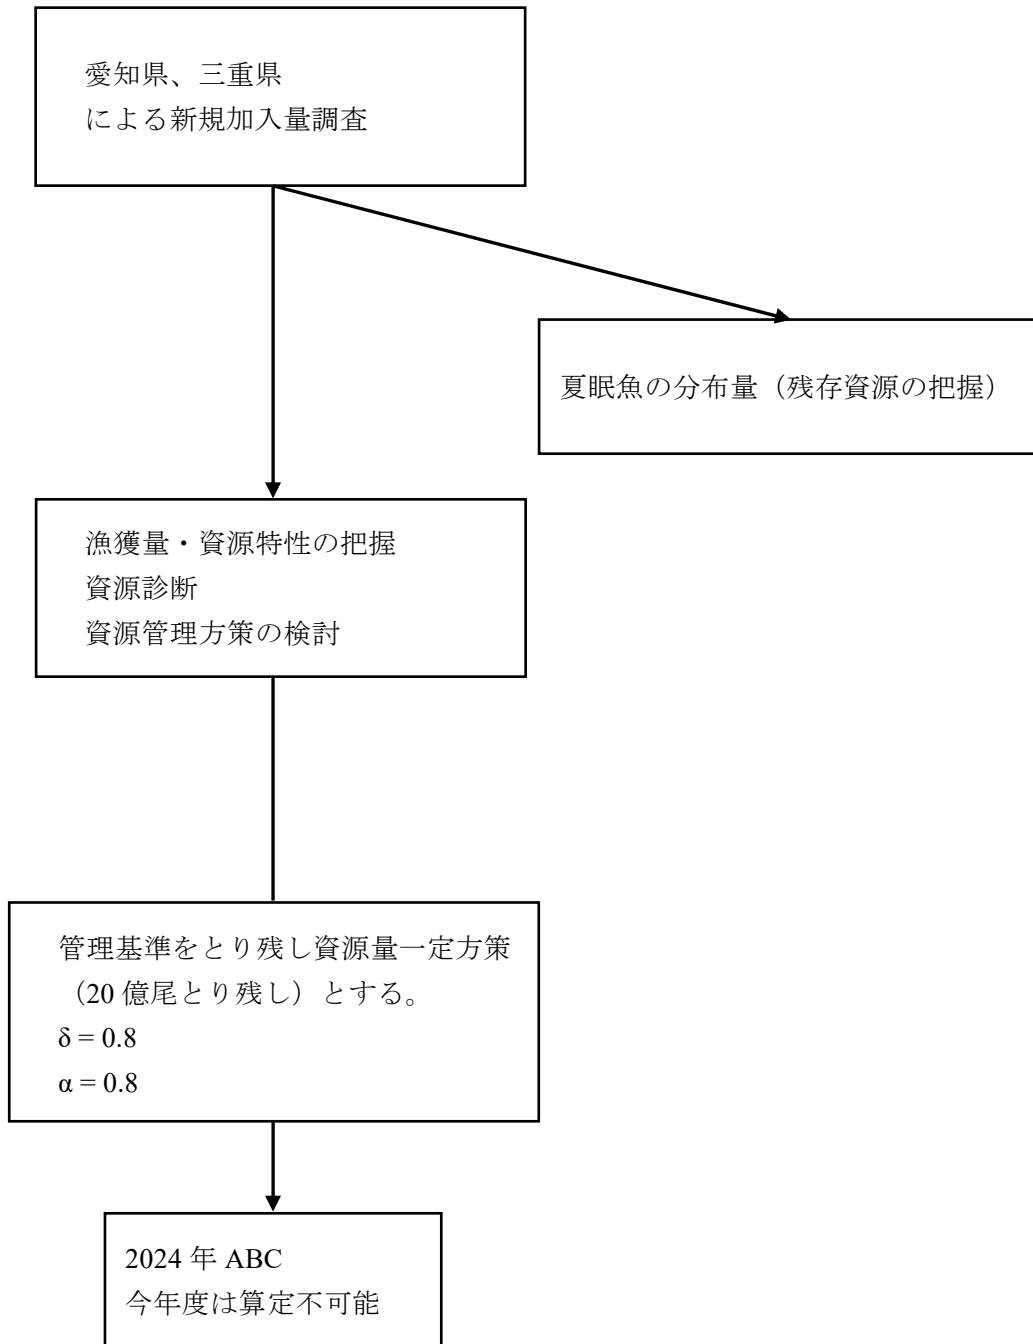 愛知県、三重県
による新規加入量調査
夏眠魚の分布量（残存資源の把握）
漁獲量・資源特性の把握
資源診断
資源管理方策の検討
管理基準をとり残し資源量一定方策
（20 億尾とり残し）とする。
δ = 0.8
α = 0.8
2024 年 ABC
今年度は算定不可能